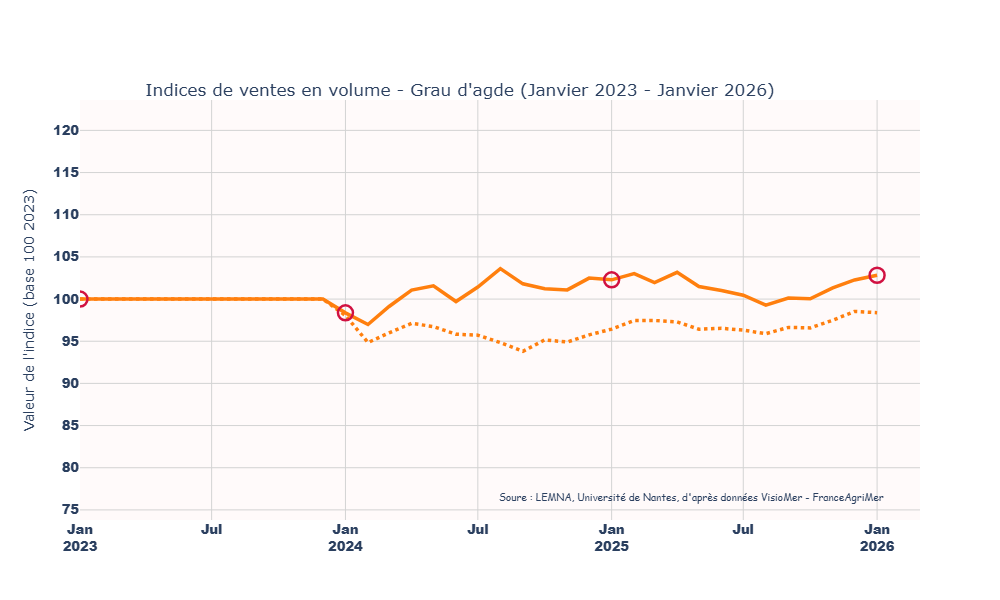 Indices de ventes en volume - Grau d'agde (Janvier 2023 - Janvier 2026)
Valeur de l'indice (base 100 2023)
120
115
110
105
100
95
90
85
80
75
Soure : LEMNA, Université de Nantes, d'après données VisioMer - FranceAgriMer
Jan Jul Jan Jul Jan Jul Jan
2023 2024 2025 2026